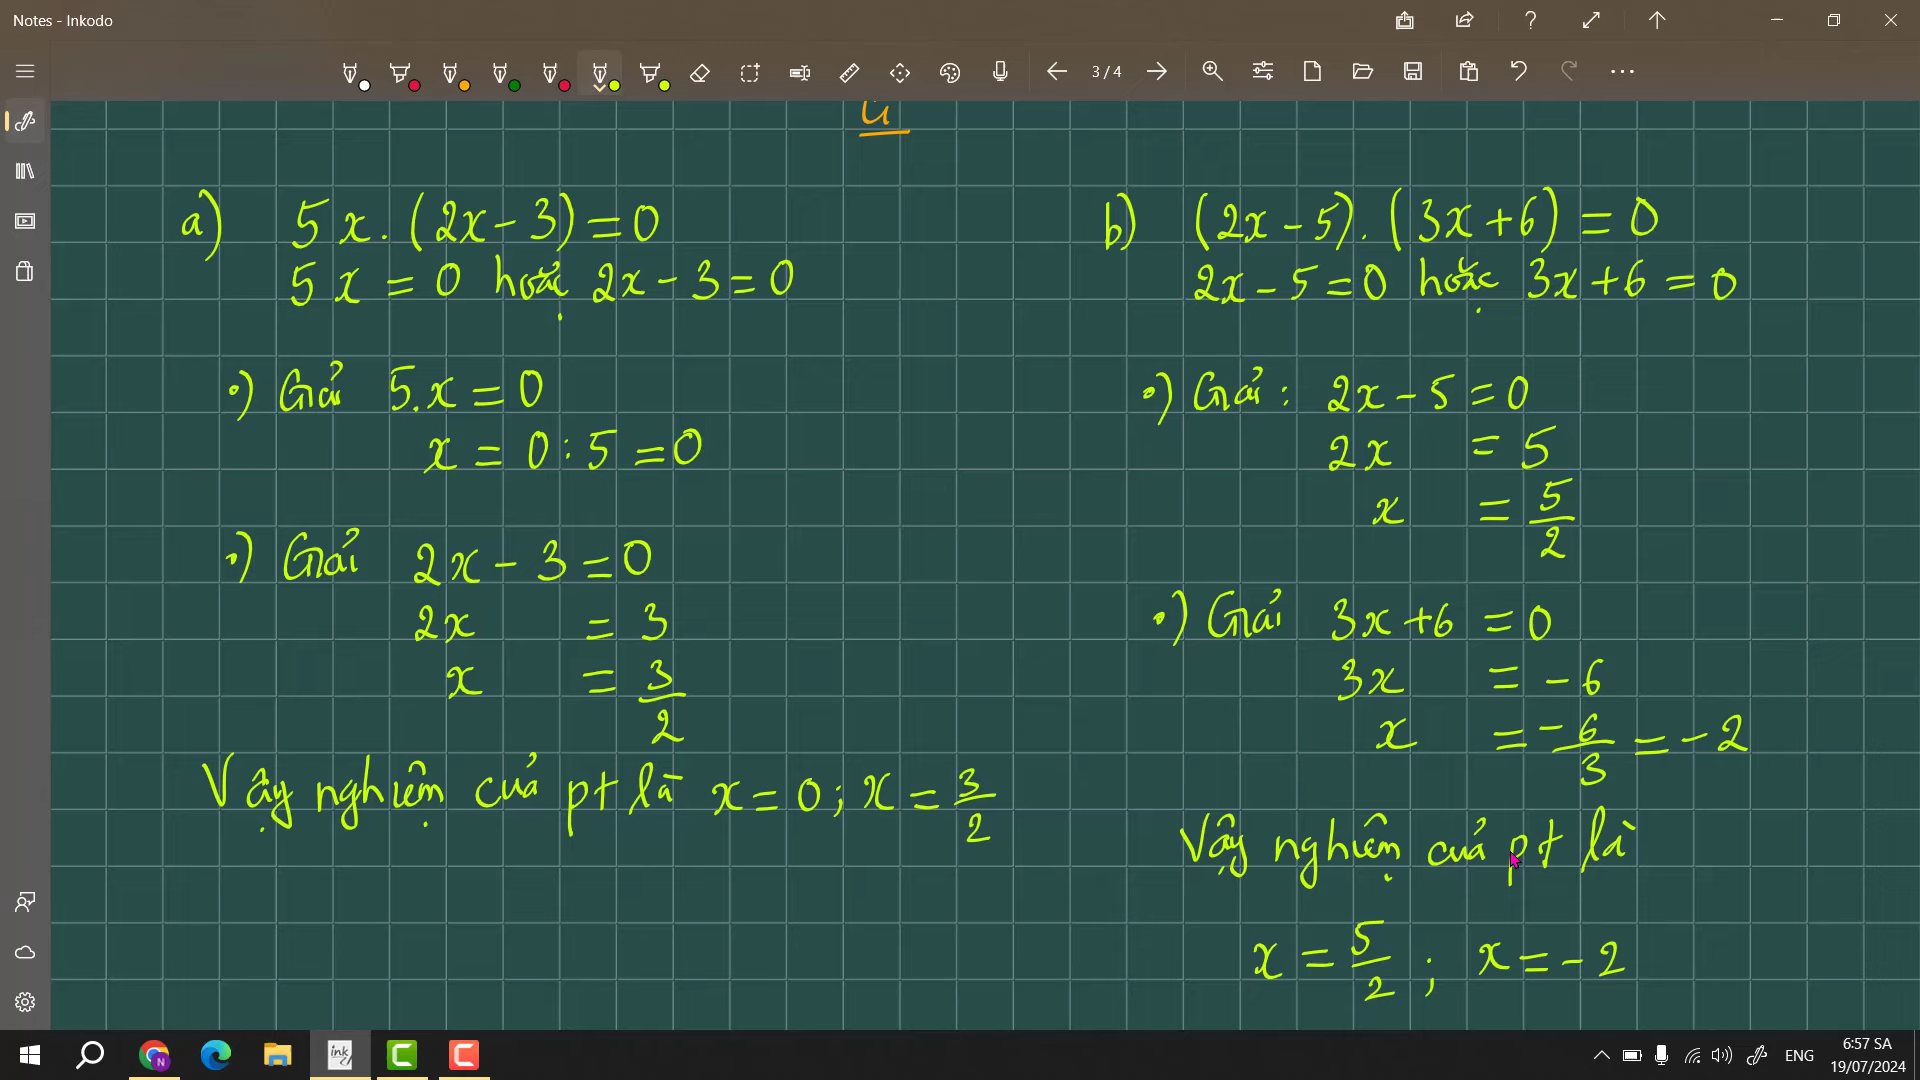 Notes - Inkodo
3 / 4
a) 5x.(2x-3)=0
5x = 0 hoặc 2x-3=0
•) Giải 5.x=0
x = 0:5 =0
•) Giải 2x-3=0
2x = 3
x = 3/2
Vậy nghiệm của pt là x=0; x=3/2
b) (2x-5).(3x+6)=0
2x-5=0 hoặc 3x+6=0
•) Giải: 2x-5=0
2x = 5
x = 5/2
•) Giải 3x+6=0
3x = -6
x = -6/3 = -2
Vậy nghiệm của pt là
x = 5/2; x=-2
ink
ENG
6:57 SA
19/07/2024